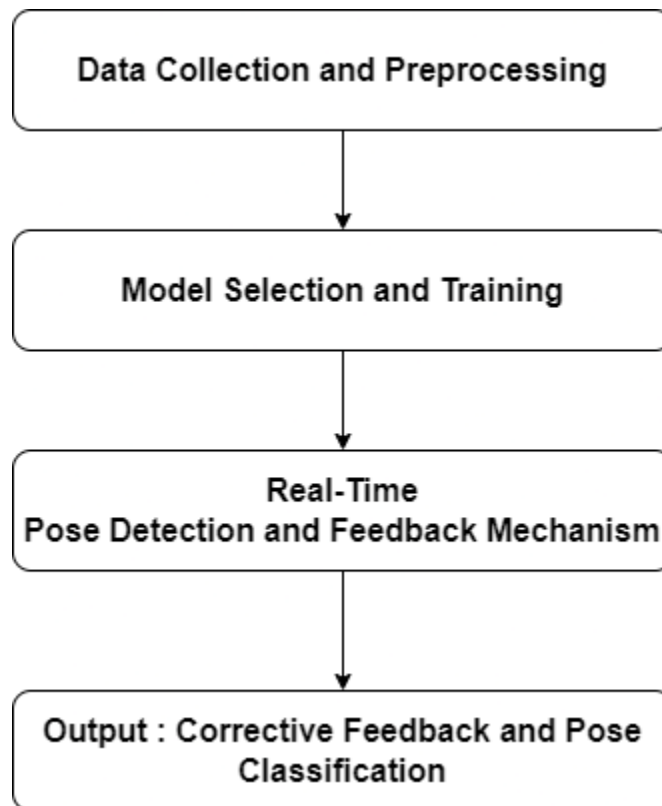 Data Collection and Preprocessing
Model Selection and Training
Real-Time
Pose Detection and Feedback Mechanism
Output : Corrective Feedback and Pose
Classification